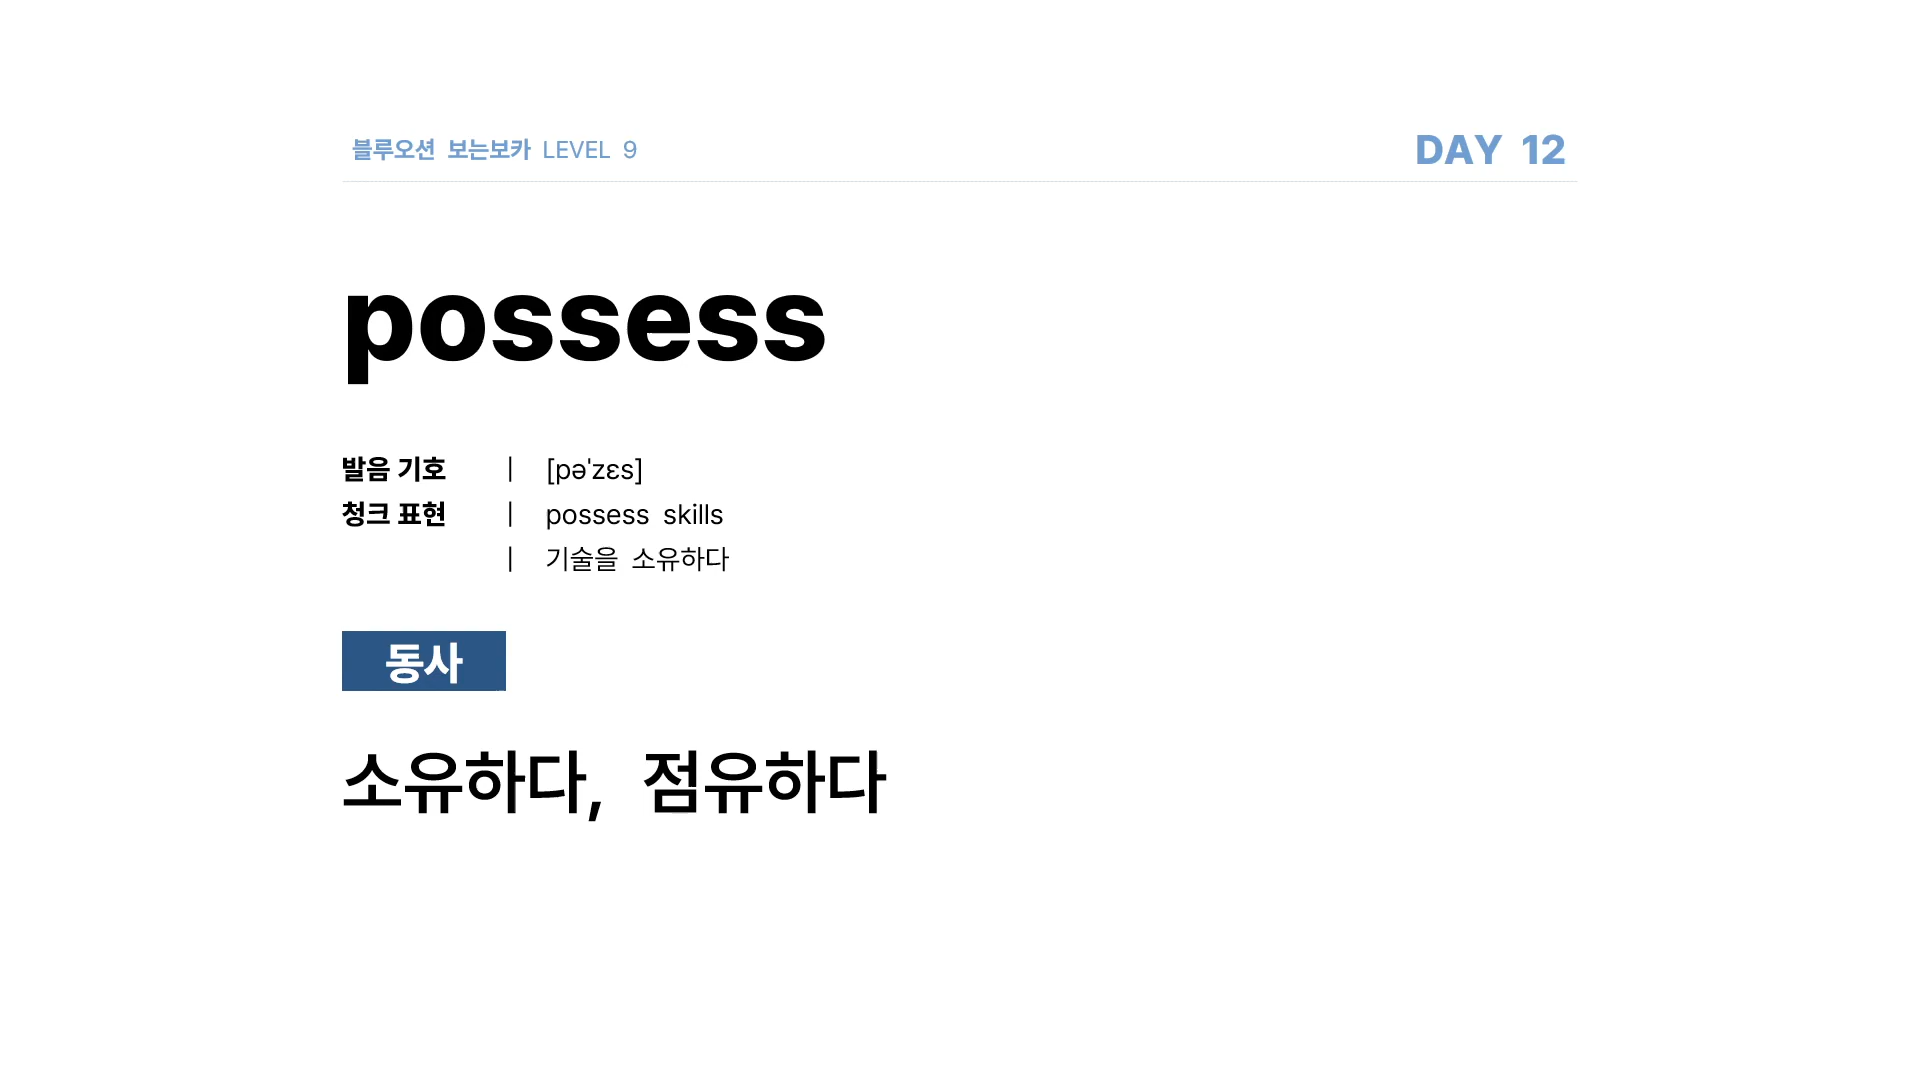 블루오션 보는보카 LEVEL 9
DAY 12
possess
발음 기호 | [pə'zɛs]
청크 표현 | possess skills
| 기술을 소유하다
동사
소유하다, 점유하다